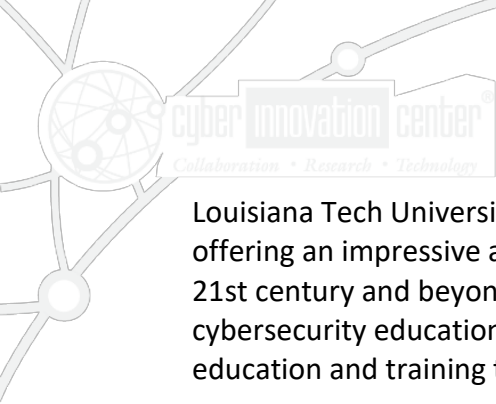 cyber innovation center®
Collaboration • Research • Technology
Louisiana Tech Universi
offering an impressive a
21st century and beyon
cybersecurity education
education and training t